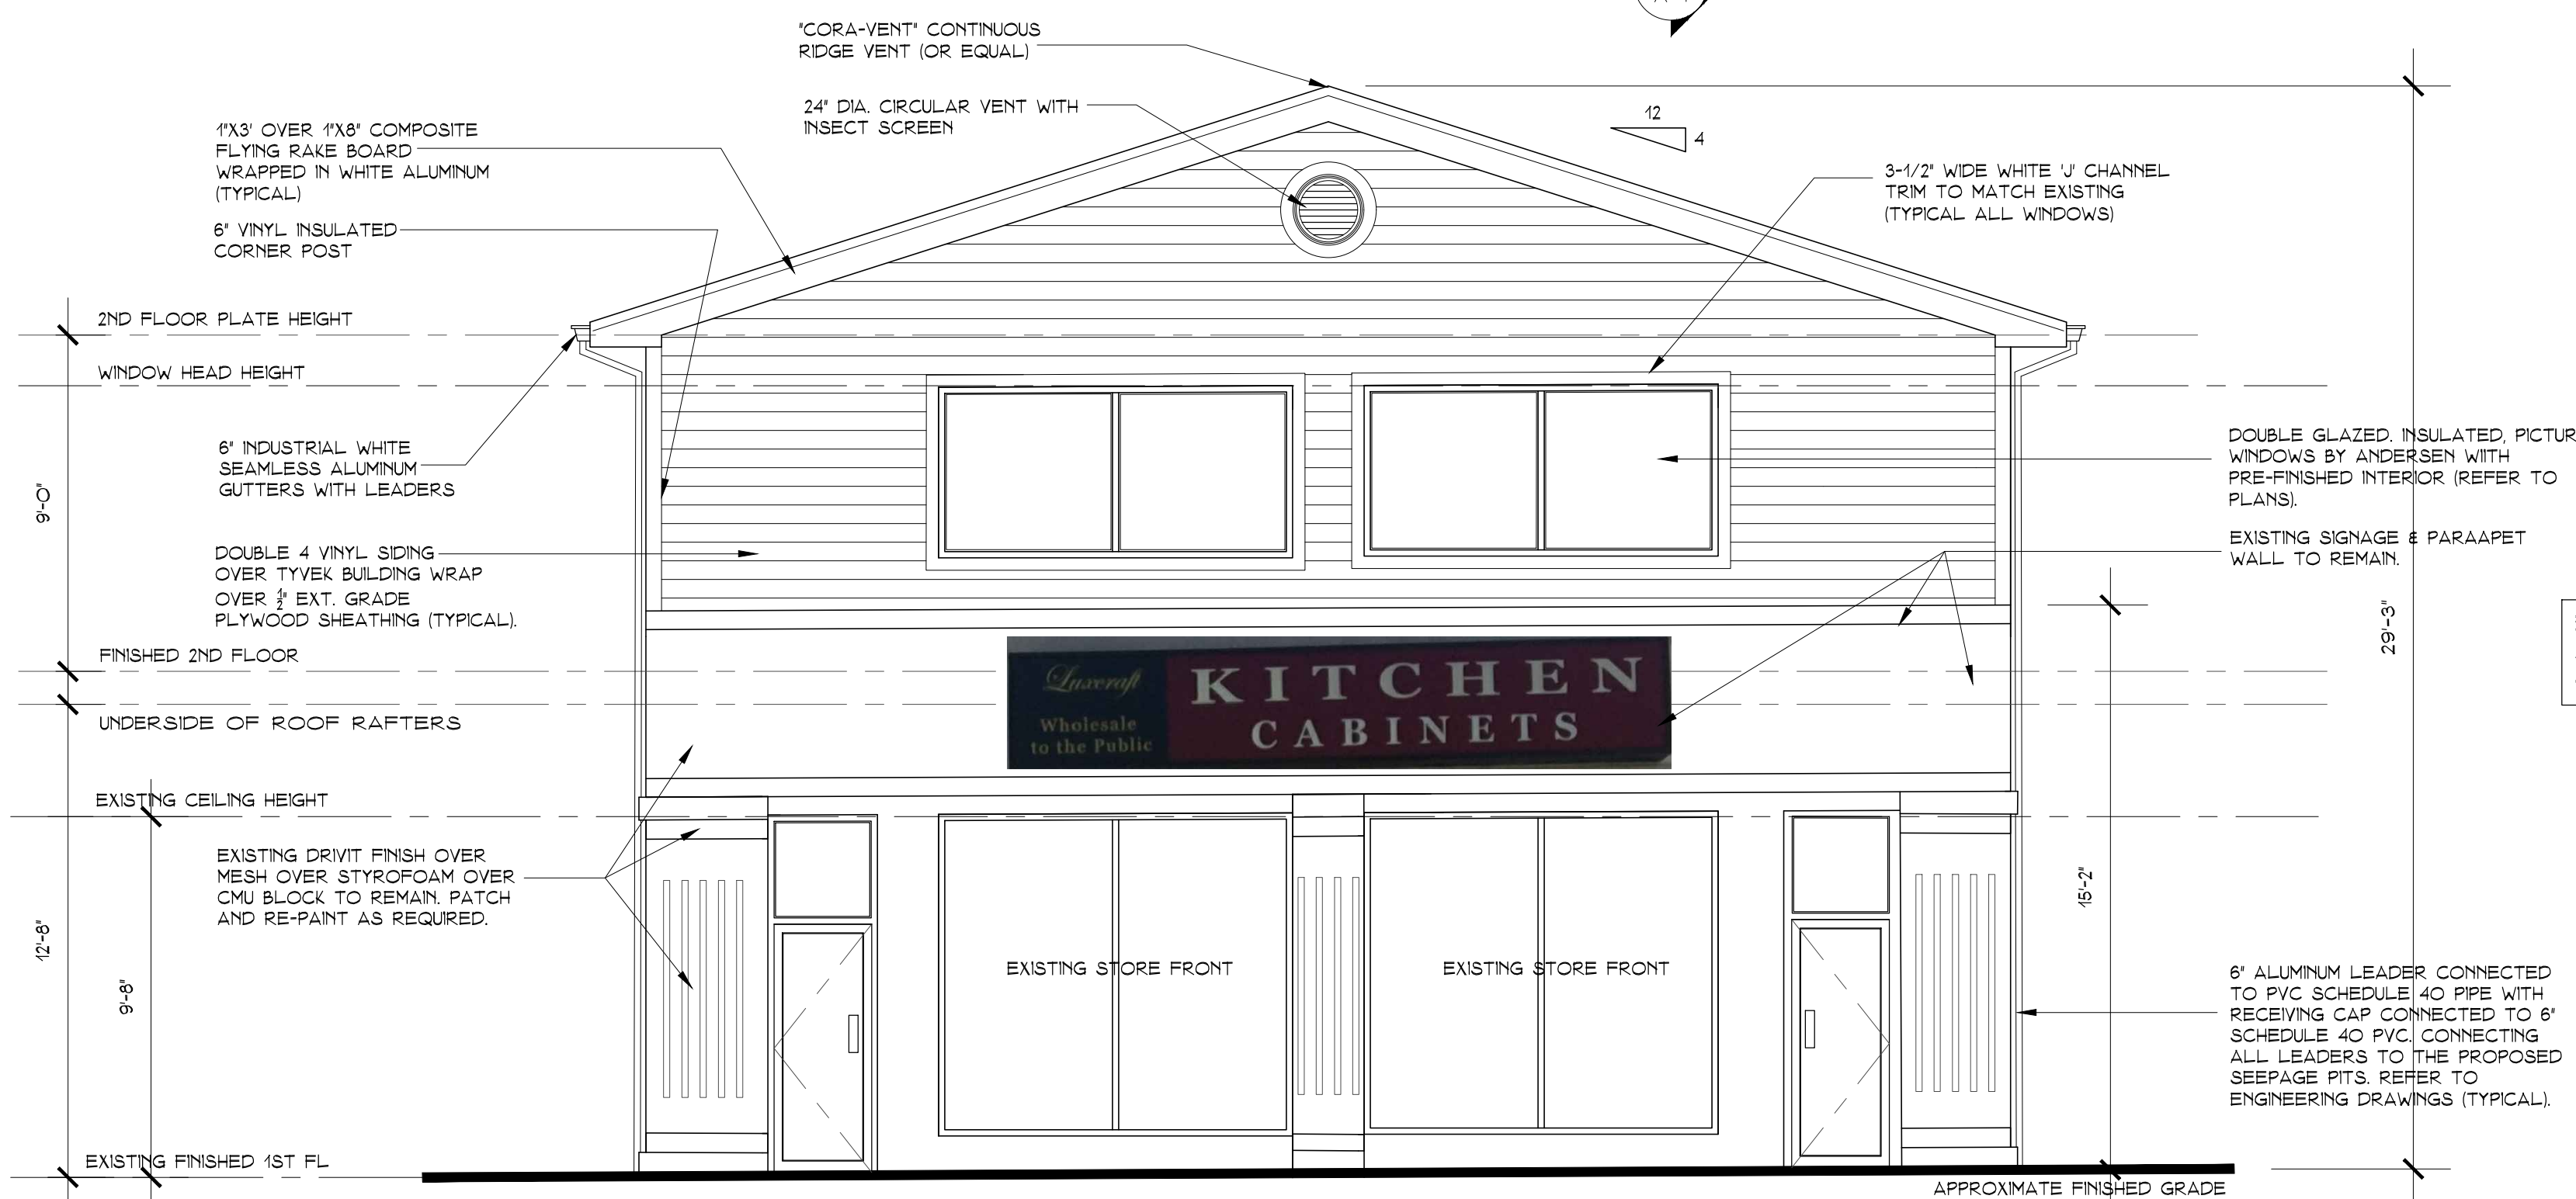 "CORA-VENT" CONTINUOUS
RIDGE VENT (OR EQUAL)
24" DIA. CIRCULAR VENT WITH
INSECT SCREEN
12
4
1"X3' OVER 1"X8" COMPOSITE
FLYING RAKE BOARD
WRAPPED IN WHITE ALUMINUM
(TYPICAL)
6" VINYL INSULATED
CORNER POST
3-1/2" WIDE WHITE 'J' CHANNEL
TRIM TO MATCH EXISTING
(TYPICAL ALL WINDOWS)
2ND FLOOR PLATE HEIGHT
WINDOW HEAD HEIGHT
6" INDUSTRIAL WHITE
SEAMLESS ALUMINUM
GUTTERS WITH LEADERS
9'-0"
DOUBLE 4 VINYL SIDING
OVER TYVEK BUILDING WRAP
OVER 1/2" EXT. GRADE
PLYWOOD SHEATHING (TYPICAL).
DOUBLE GLAZED. INSULATED, PICTUR
WINDOWS BY ANDERSEN WIITH
PRE-FINISHED INTERIOR (REFER TO
PLANS).
EXISTING SIGNAGE & PARAAPET
WALL TO REMAIN.
29'-3"
FINISHED 2ND FLOOR
UNDERSIDE OF ROOF RAFTERS
Luxcraft
Wholesale
to the Public
KITCHEN
CABINETS
EXISTING CEILING HEIGHT
EXISTING DRIVIT FINISH OVER
MESH OVER STYROFOAM OVER
CMU BLOCK TO REMAIN. PATCH
AND RE-PAINT AS REQUIRED.
12'-8"
9'-8"
15'-2"
EXISTING STORE FRONT
EXISTING STORE FRONT
6" ALUMINUM LEADER CONNECTED
TO PVC SCHEDULE 40 PIPE WITH
RECEIVING CAP CONNECTED TO 6"
SCHEDULE 40 PVC. CONNECTING
ALL LEADERS TO THE PROPOSED
SEEPAGE PITS. REFER TO
ENGINEERING DRAWINGS (TYPICAL).
EXISTING FINISHED 1ST FL
APPROXIMATE FINISHED GRADE